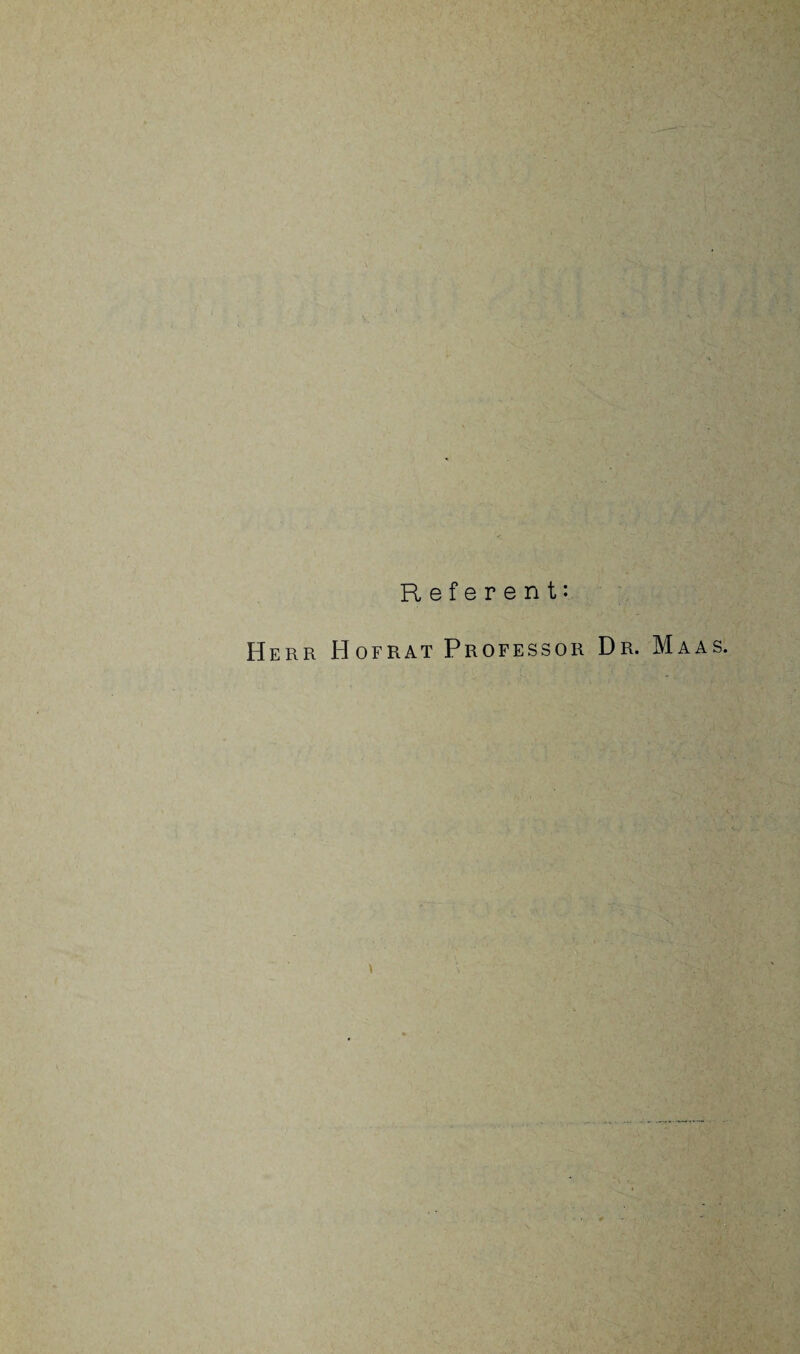 Referent:
Herr Hofrat Professor Dr. Maas.